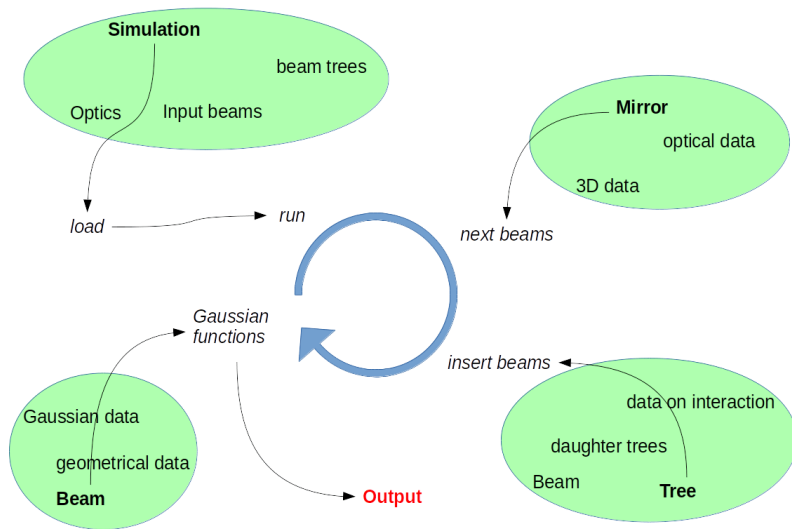 Simulation
beam trees
Optics
Input beams
Mirror
optical data
3D data
load
run
next beams
Gaussian
functions
insert beams
Gaussian data
geometrical data
Beam
Output
data on interaction
daughter trees
Beam
Tree